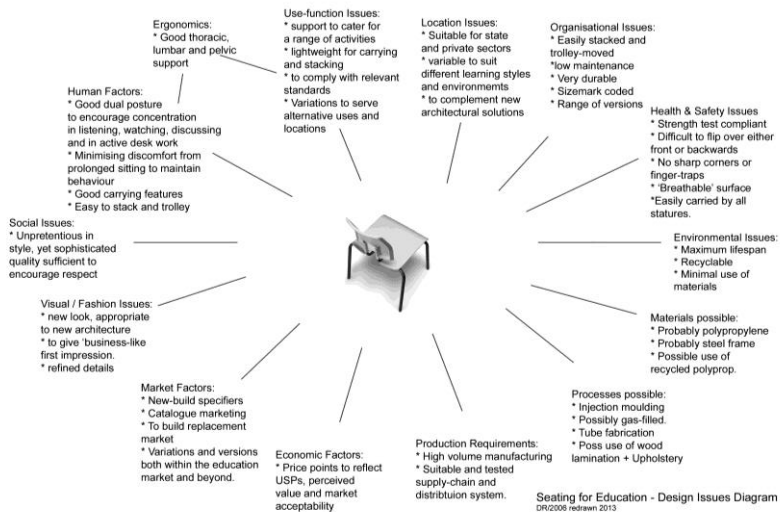 Ergonomics:
* Good thoracic,
lumbar and pelvic
support
Use-function Issues:
* support to cater for
a range of activities
* lightweight for carrying
and stacking
* to comply with relevant
standards
* Variations to serve
alternative uses and
locations
Location Issues:
* Suitable for state
and private sectors
* variable to suit
different learning styles
and environmemts
* to complement new
architectural solutions
Organisational Issues:
* Easily stacked and
trolley-moved
*low maintenance
* Very durable
* Sizemark coded
* Range of versions
Human Factors:
* Good dual posture
to encourage concentration
in listening, watching, discussing
and in active desk work
* Minimising discomfort from
prolonged sitting to maintain
behaviour
* Good carrying features
* Easy to stack and trolley
Health & Safety Issues
* Strength test compliant
* Difficult to flip over either
front or backwards
* No sharp corners or
finger-traps
* 'Breathable' surface
*Easily carried by all
statures.
Social Issues:
* Unpretentious in
style, yet sophisticated
quality sufficient to
encourage respect
Environmental Issues:
* Maximum lifespan
* Recyclable
* Minimal use of
materials
Visual / Fashion Issues:
* new look, appropriate
to new architecture
* to give 'business-like
first impression.
* refined details
Materials possible:
* Probably polypropylene
* Probably steel frame
* Possible use of
recycled polyprop.
Market Factors:
* New-build specifiers
* Catalogue marketing
* To build replacement
market
* Variations and versions
both within the education
market and beyond.
Economic Factors:
* Price points to reflect
USPs, perceived
value and market
acceptability
Production Requirements:
* High volume manufacturing
* Suitable and tested
supply-chain and
distribtuion system.
Processes possible:
* Injection moulding
* Possibly gas-filled.
* Tube fabrication
* Poss use of wood
lamination + Upholstery
Seating for Education - Design Issues Diagram
DR/2006 redrawn 2013